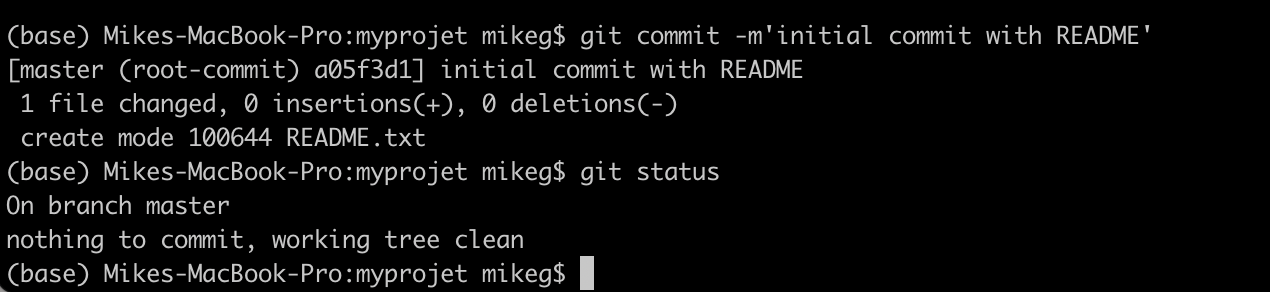 (base) Mikes-MacBook-Pro:myprojet mikeg$ git commit -m'initial commit with README'
[master (root-commit) a05f3d1] initial commit with README
 1 file changed, 0 insertions(+), 0 deletions(-)
 create mode 100644 README.txt
(base) Mikes-MacBook-Pro:myprojet mikeg$ git status
On branch master
nothing to commit, working tree clean
(base) Mikes-MacBook-Pro:myprojet mikeg$